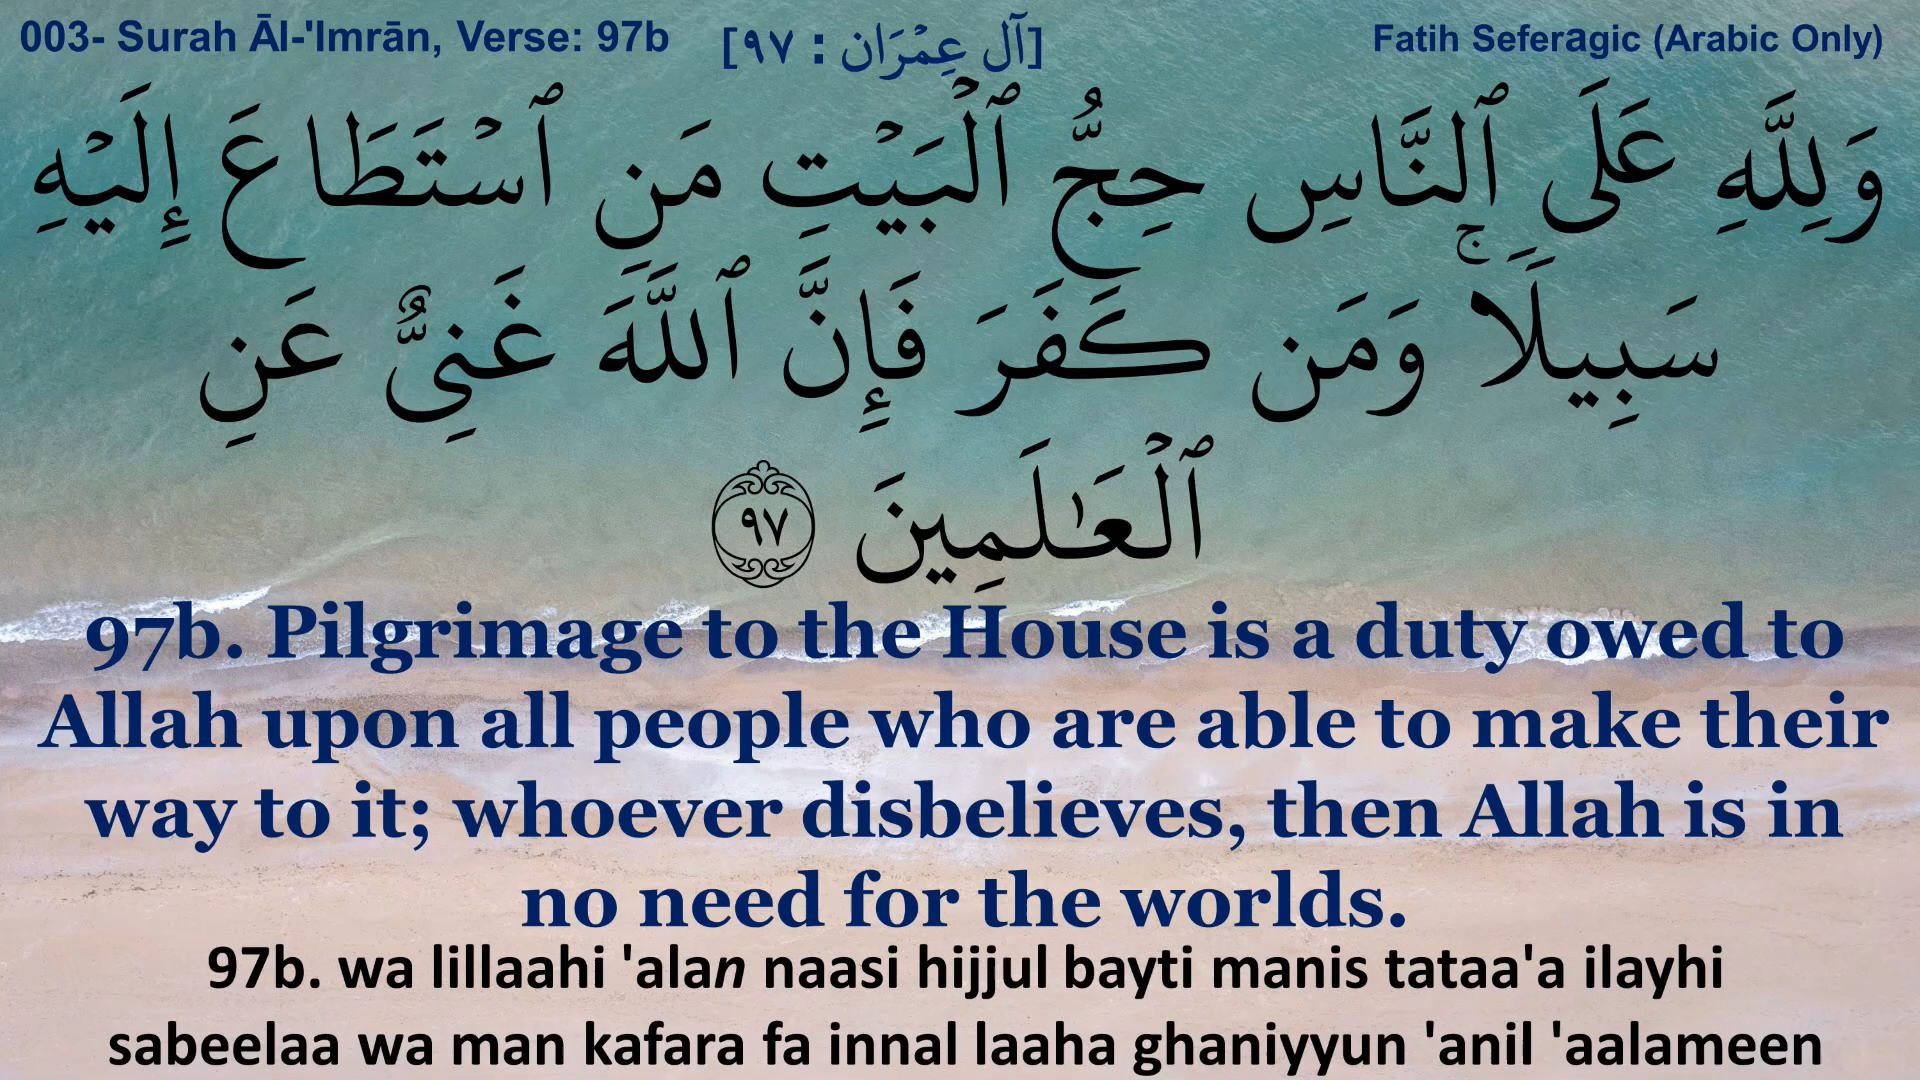 003- Surah Āl-'Imrān, Verse: 97b
[آل عِمْرَان : ٩٧]
Fatih Seferagic (Arabic Only)
وَلِلَّهِ عَلَى ٱلنَّاسِ حِجُّ ٱلْبَيْتِ مَنِ ٱسْتَطَاعَ إِلَيْهِ
سَبِيلًا ۚ وَمَن كَفَرَ فَإِنَّ ٱللَّهَ غَنِىٌّ عَنِ
ٱلْعَـٰلَمِينَ ٩٧
97b. Pilgrimage to the House is a duty owed to
Allah upon all people who are able to make their
way to it; whoever disbelieves, then Allah is in
no need for the worlds.
97b. wa lillaahi 'alan naasi hijjul bayti manis tataa'a ilayhi
sabeelaa wa man kafara fa innal laaha ghaniyyun 'anil 'aalameen